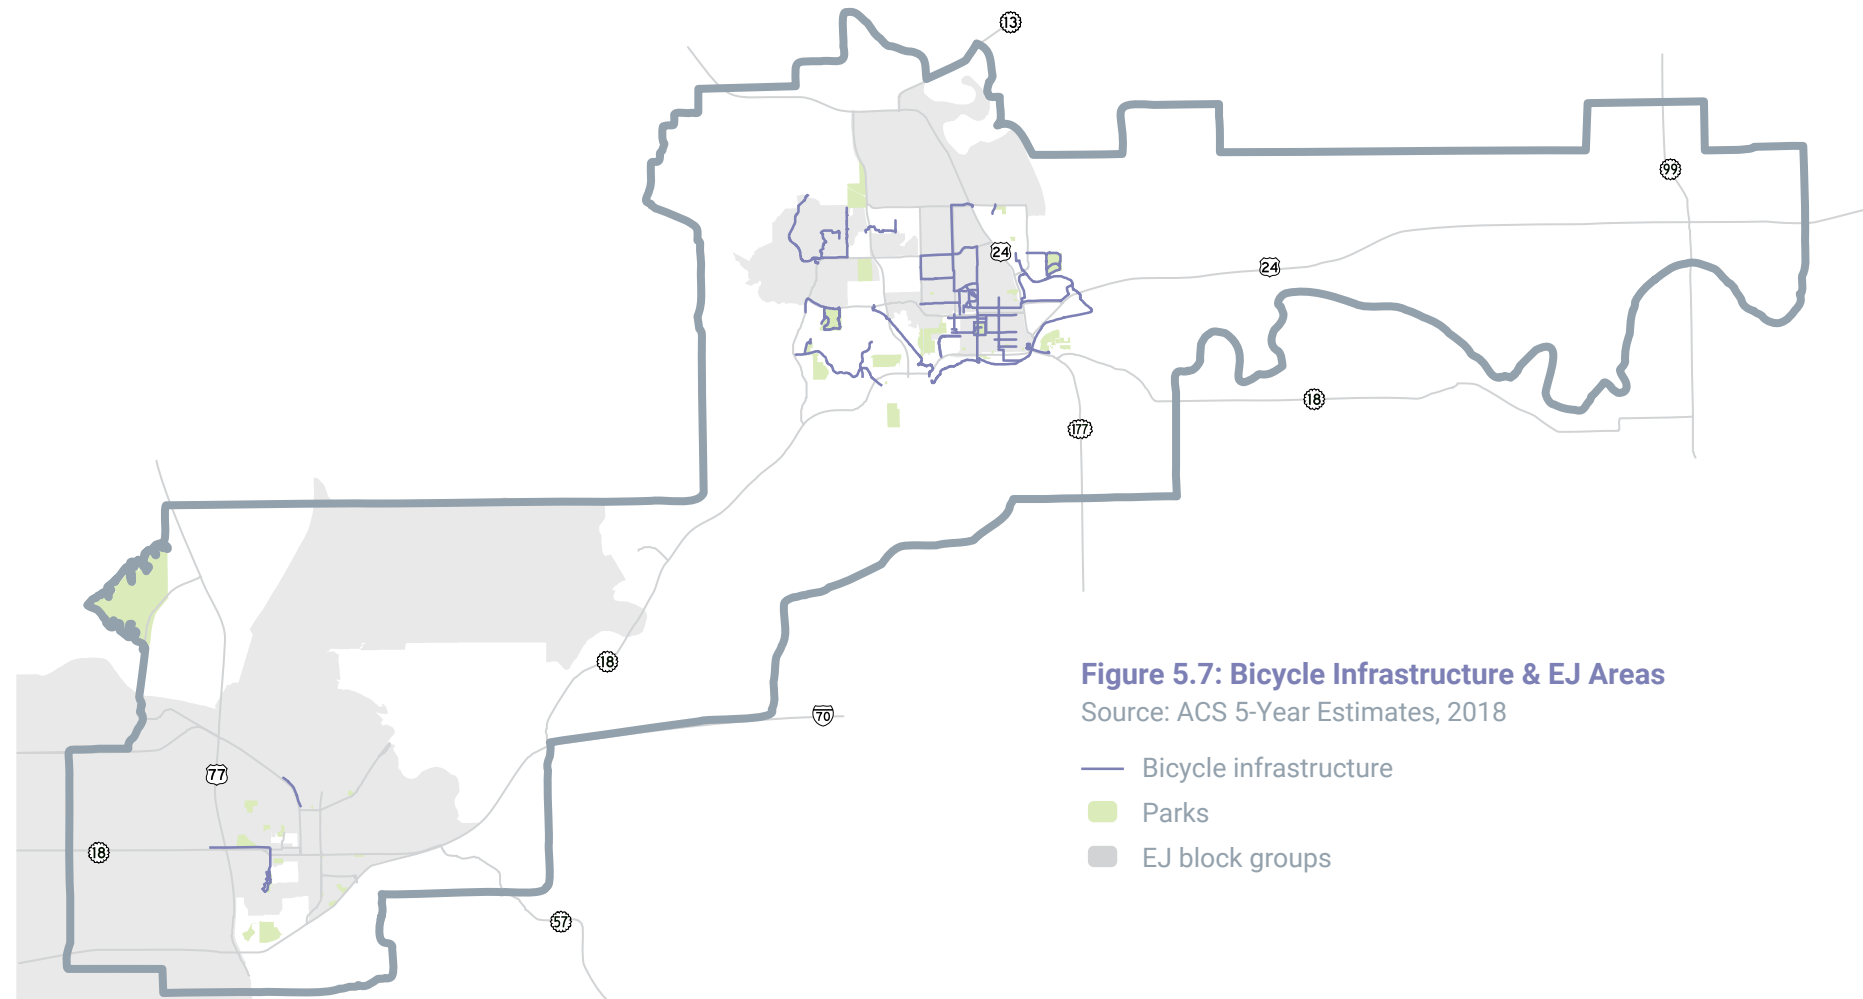 13
99
24
24
18
177
18
70
77
18
57
Figure 5.7: Bicycle Infrastructure & EJ Areas
Source: ACS 5-Year Estimates, 2018
Bicycle infrastructure
Parks
EJ block groups